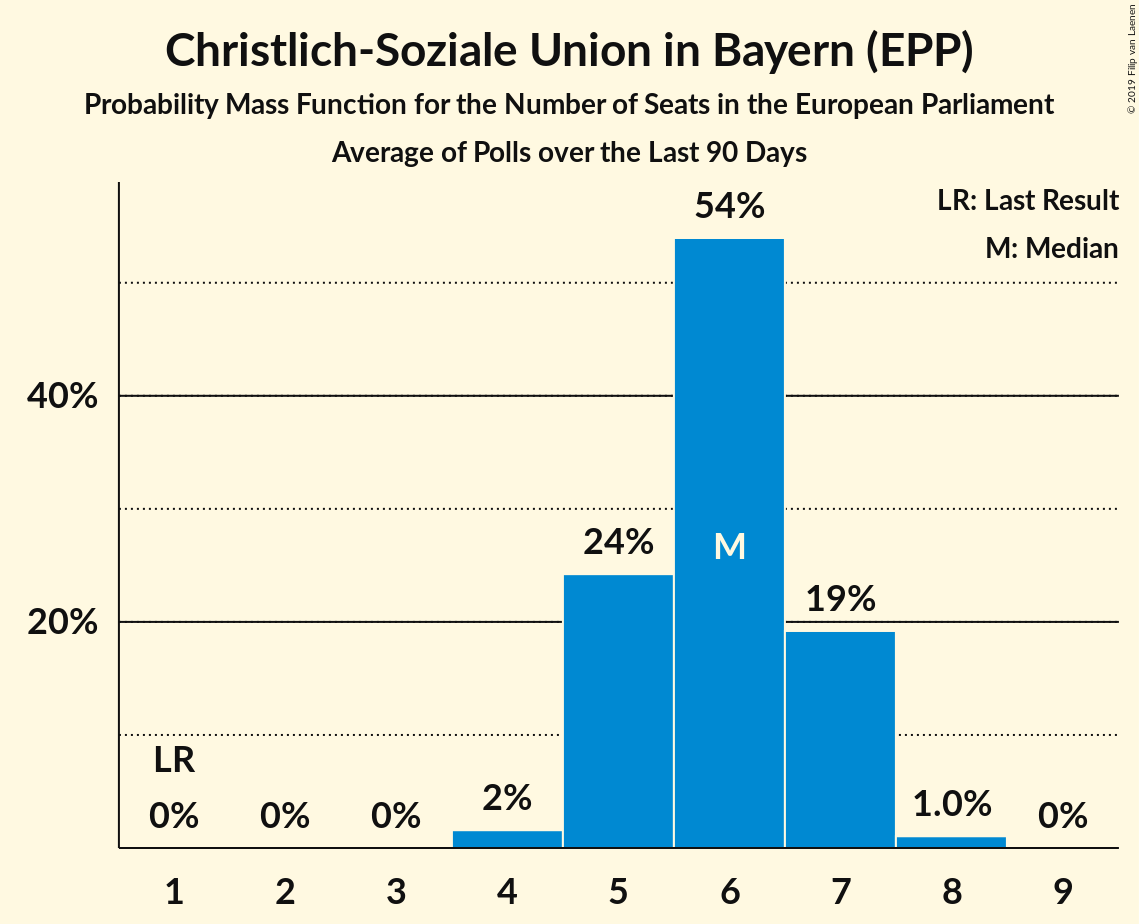 Christlich-Soziale Union in Bayern (EPP)
Probability Mass Function for the Number of Seats in the European Parliament
Average of Polls over the Last 90 Days
© 2019 Filip van Laenen
LR: Last Result
M: Median
54%
40%
24%
M
19%
20%
LR
0%
0%
0%
2%
1.0%
0%
1
2
3
4
5
6
7
8
9